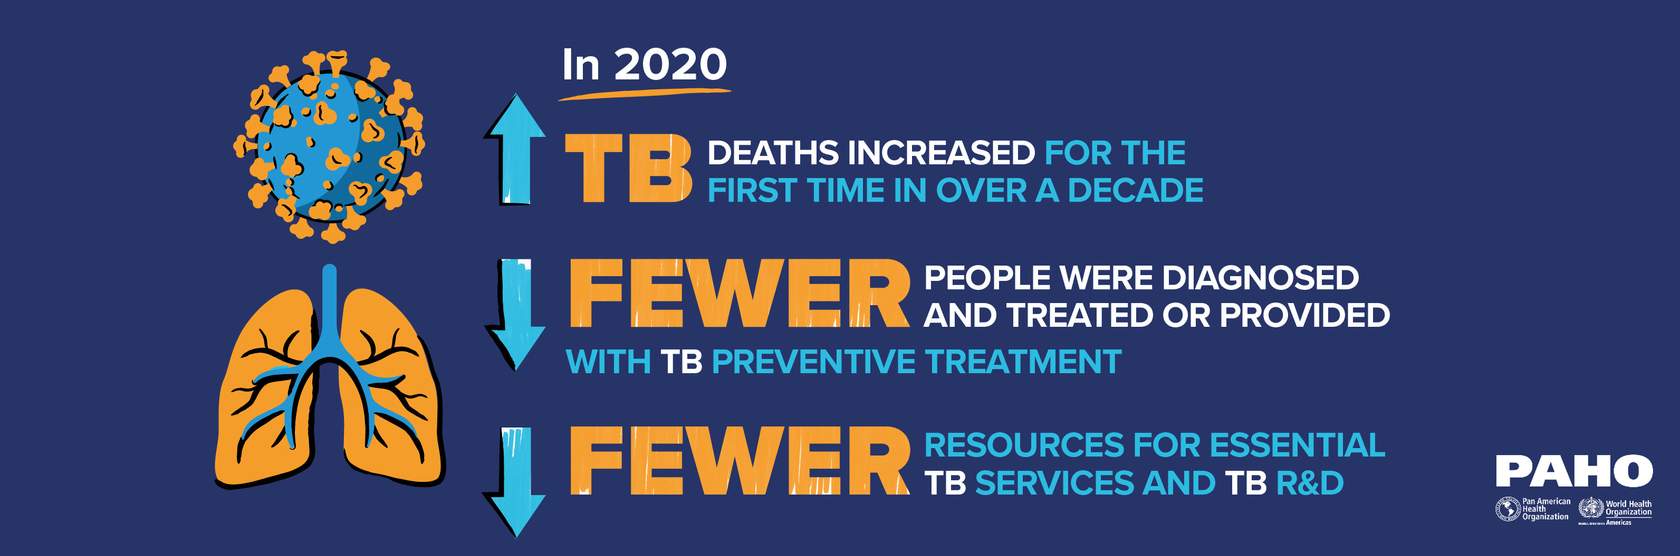 In 2020
TB DEATHS INCREASED FOR THE
FIRST TIME IN OVER A DECADE
FEWER PEOPLE WERE DIAGNOSED
AND TREATED OR PROVIDED
WITH TB PREVENTIVE TREATMENT
FEWER RESOURCES FOR ESSENTIAL
TB SERVICES AND TB R&D
PAHO
Pan American
Health
Organization
World Health
Organization
Americas